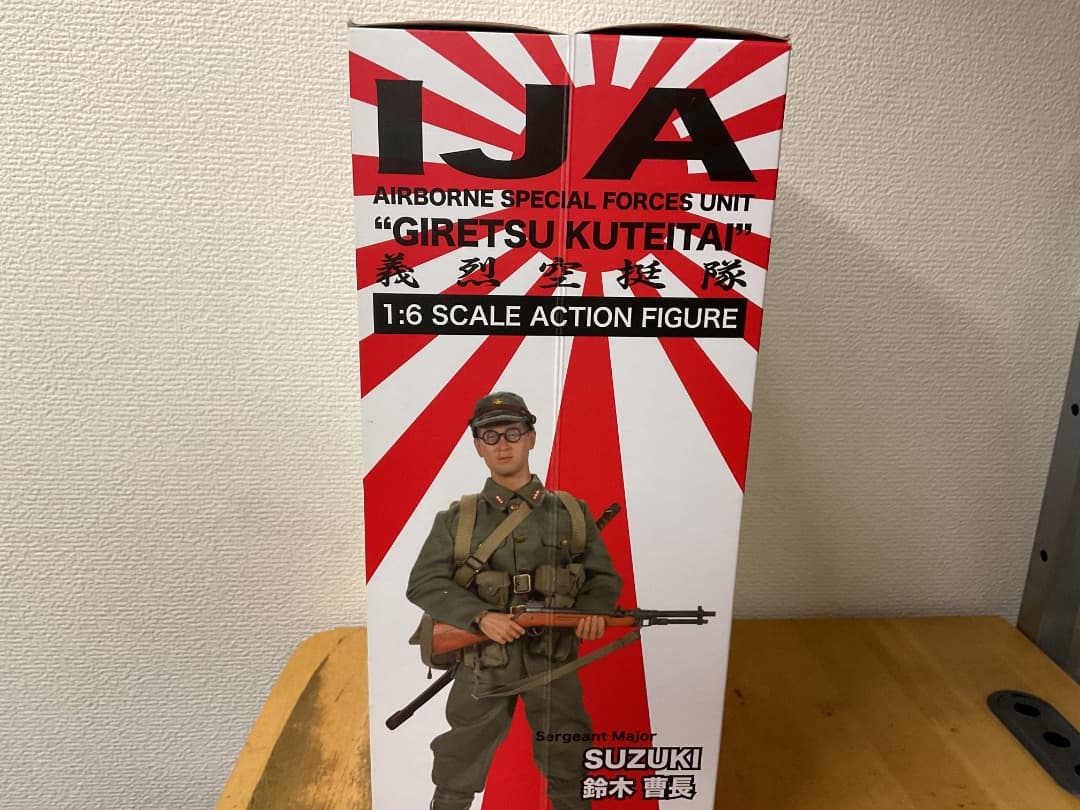 IJA
AIRBORNE SPECIAL FORCES UNIT
“GIRETSU KUTEITAI”
義烈空挺隊
1:6 SCALE ACTION FIGURE
Sergeant Major
SUZUKI
鈴木 曹長